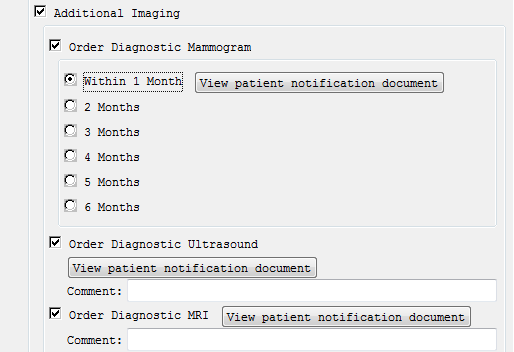 Additional Imaging
Order Diagnostic Mammogram
Within 1 Month View patient notification document
2 Months
3 Months
4 Months
5 Months
6 Months
Order Diagnostic Ultrasound
View patient notification document
Comment:
Order Diagnostic MRI View patient notification document
Comment: